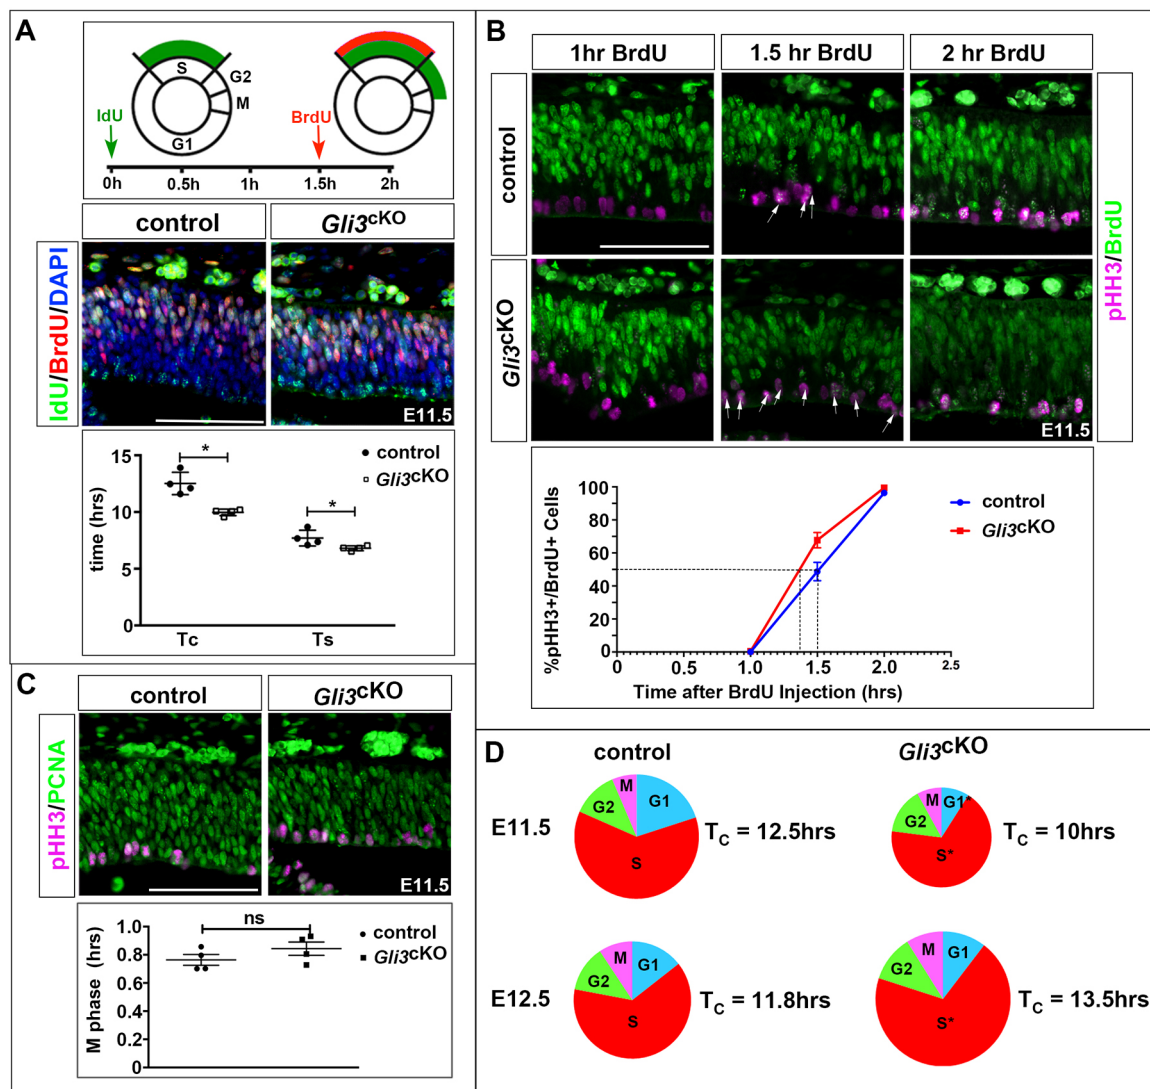 A
S
G2
M
G1
IdU
BrdU
0h
0.5h
1h
1.5h
2h
control
Gli3cKO
IdU/BrdU/DAPI
E11.5
time (hrs)
15
10
5
0
Tc
Ts
*
*
control
Gli3cKO
B
1hr BrdU
1.5 hr BrdU
2 hr BrdU
control
Gli3cKO
pHH3/BrdU
E11.5
%pHH3+/BrdU+ Cells
100
80
60
40
20
0
0
0.5
1.0
1.5
2.0
2.5
Time after BrdU Injection (hrs)
control
Gli3cKO
C
control
Gli3cKO
pHH3/PCNA
E11.5
M phase (hrs)
1.0
0.8
0.6
0.4
0.2
0
ns
control
Gli3cKO
D
control
Gli3cKO
E11.5
M
G1
G2
S
TC = 12.5hrs
M
G1*
G2
S*
TC = 10hrs
E12.5
M
G1
G2
S
TC = 11.8hrs
M
G1
G2
S*
TC = 13.5hrs